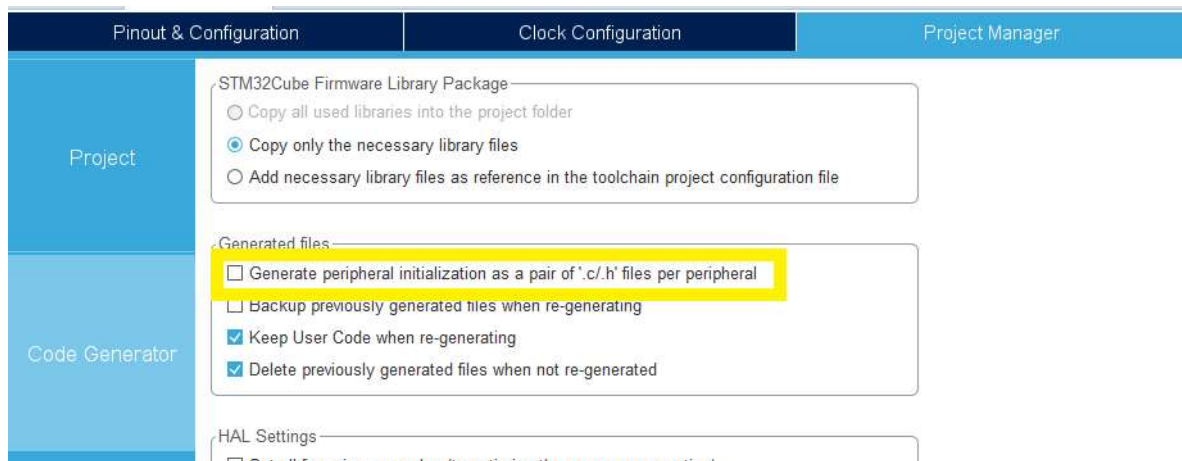 Pinout & Configuration
Clock Configuration
Project Manager
Project
Code Generator
STM32Cube Firmware Library Package
Copy all used libraries into the project folder
Copy only the necessary library files
Add necessary library files as reference in the toolchain project configuration file
Generated files
Generate peripheral initialization as a pair of '.c/.h' files per peripheral
Backup previously generated files when re-generating
Keep User Code when re-generating
Delete previously generated files when not re-generated
HAL Settings